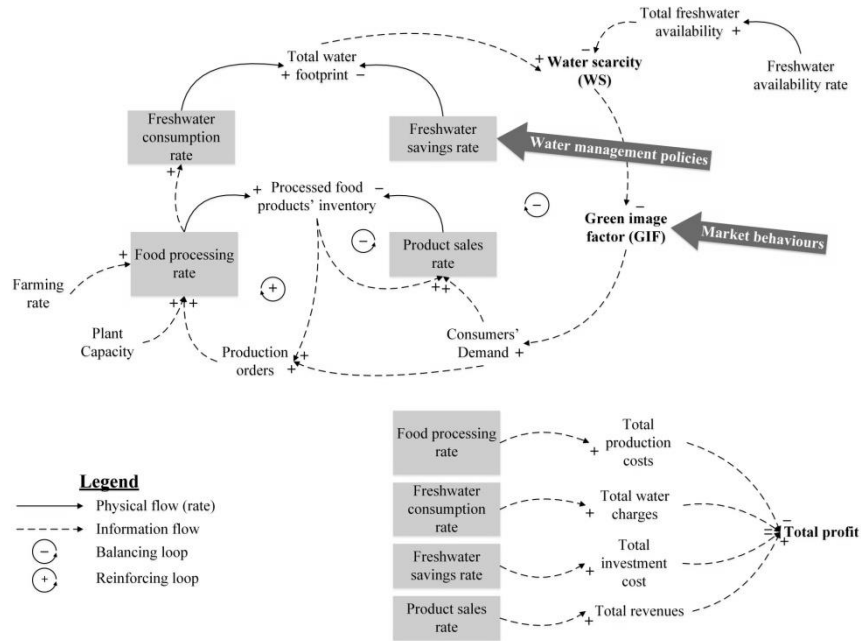 Total freshwater
availability
+
−
Total water
footprint
+
−
+
Water scarcity
(WS)
Freshwater
availability rate
Freshwater
consumption
rate
Freshwater
savings rate
Water management policies
+
+
Processed food
products' inventory
−
−
−
Green image
factor (GIF)
Market behaviours
Food processing
rate
+
−
Product sales
rate
Farming
rate
+
+++
++
Plant
Capacity
Production
orders
+
+
Consumers'
Demand
+
Food processing
rate
+
Total
production
costs
Legend
Physical flow (rate)
Information flow
− Balancing loop
+ Reinforcing loop
Freshwater
consumption
rate
+
Total water
charges
−
−
−
+
Total profit
Freshwater
savings rate
+
Total
investment
cost
Product sales
rate
+
Total revenues